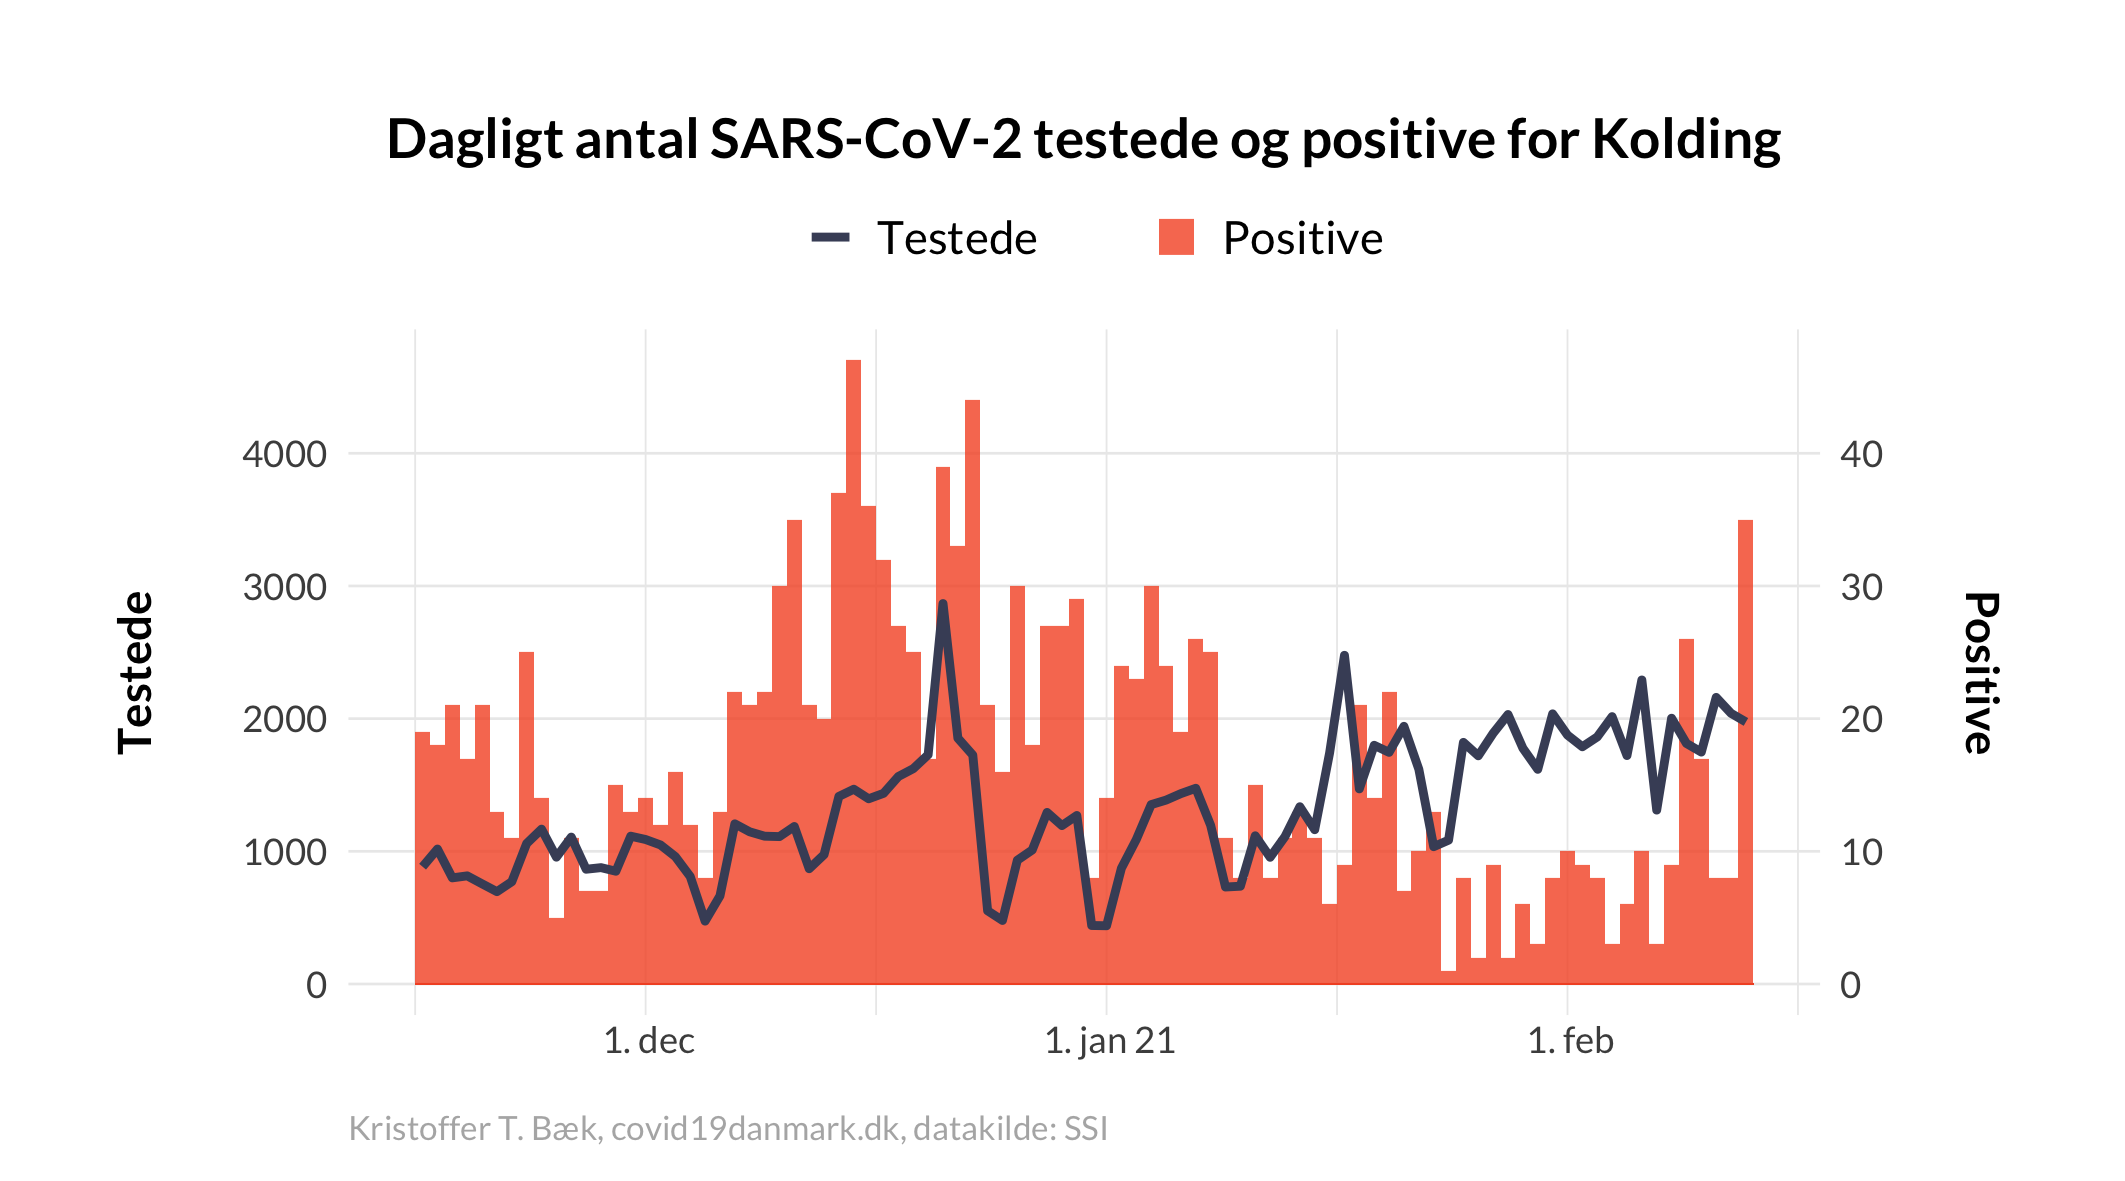 Dagligt antal SARS-CoV-2 testede og positive for Kolding
Testede Positive
4000 40
3000 30
2000 20
1000 10
0 0
Testede
Positive
1. dec 1. jan 21 1. feb
Kristoffer T. Bæk, covid19danmark.dk, datakilde: SSI